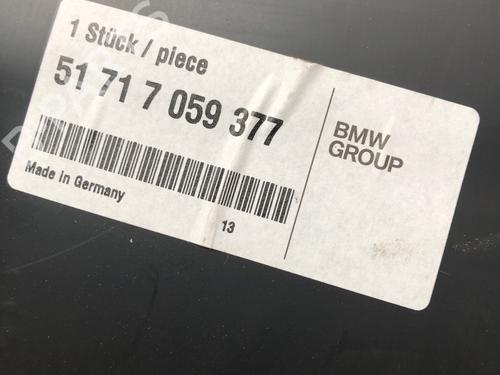 1 Stück / piece
51 71 7 059 377
Made in Germany
13
BMW
GROUP